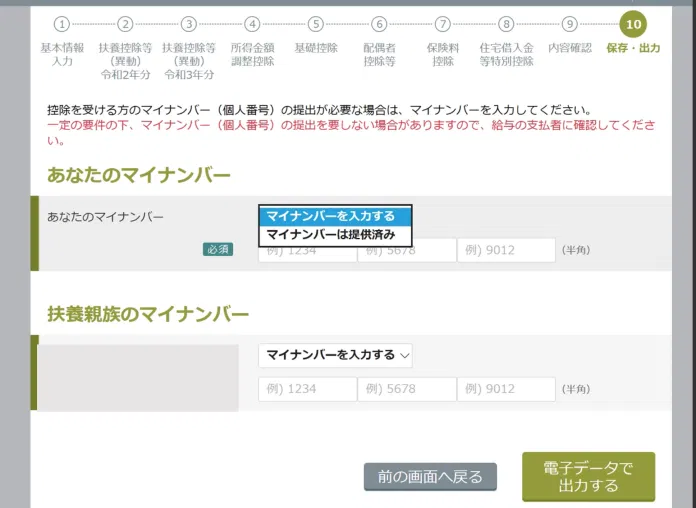 ① ② ③ ④ ⑤ ⑥ ⑦ ⑧ ⑨ ⑩
基本情報 扶養控除等 扶養控除等 所得金額 基礎控除 配偶者 保険料 住宅借入金 内容確認 保存・出力
入力 （異動） （異動） 調整控除 控除等 控除 等特別控除
令和2年分 令和3年分
控除を受ける方のマイナンバー（個人番号）の提出が必要な場合は、マイナンバーを入力してください。
一定の要件の下、マイナンバー（個人番号）の提出を要しない場合がありますので、給与の支払者に確認してくださ
い。
あなたのマイナンバー
あなたのマイナンバー
マイナンバーを入力する
マイナンバーは提供済み
必須 例) 1234 例) 5678 例) 9012 (半角)
扶養親族のマイナンバー
マイナンバーを入力する
例) 1234 例) 5678 例) 9012 (半角)
前の画面へ戻る
電子データで
出力する